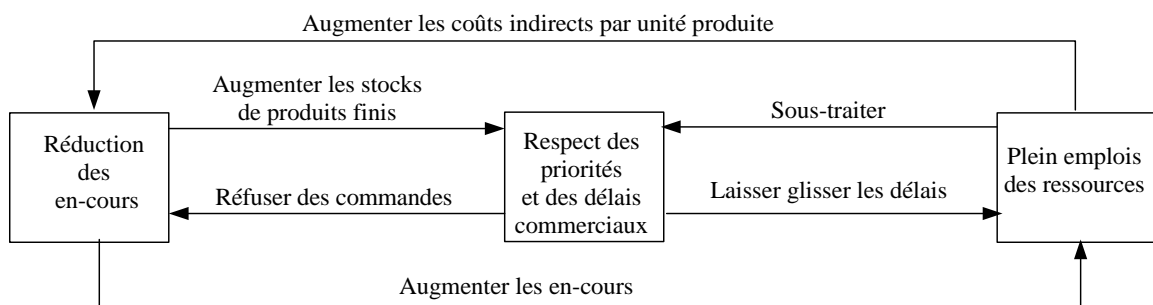 Augmenter les coûts indirects par unité produite
Augmenter les stocks
de produits finis
Sous-traiter
Réduction
des
en-cours
Respect des
priorités
et des délais
commerciaux
Plein emplois
des ressources
Réfuser des commandes
Laisser glisser les délais
Augmenter les en-cours